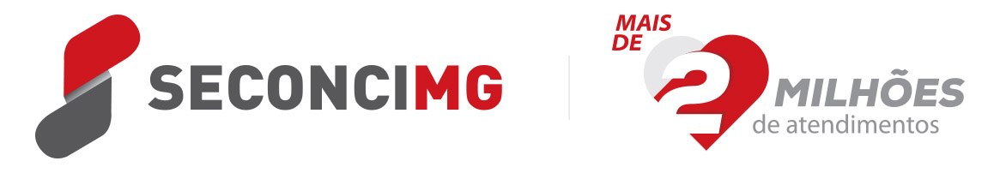 SECONCIMG
MAIS
DE
2
MILHÕES
de atendimentos